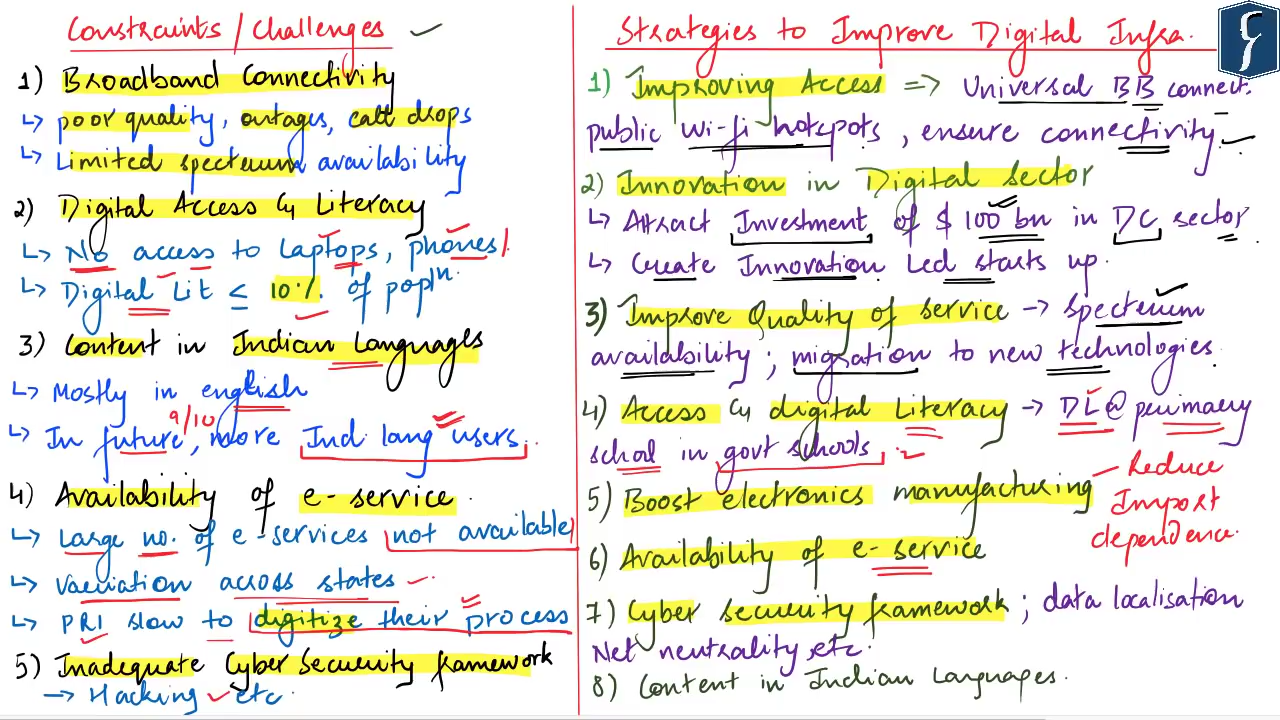 Constraints / Challenges
1) Broadband Connectivity
↳ poor quality, outages, call drops
↳ Limited spectrum availability
2) Digital Access & Literacy
↳ No access to laptops, phones
↳ Digital Lit ≤ 10% of popln.
3) Content in Indian Languages
↳ Mostly in english
9/10
↳ In future, more Ind lang users.
4) Availability of e-service.
↳ Large no. of e-services not available
↳ Variation across states
↳ PRI slow to digitize their process
5) Inadequate Cyber Security framework
→ Hacking etc.
Strategies to Improve Digital Infra.
1) Improving Access => Universal BB connect.
public wi-fi hotspots, ensure connectivity.
2) Innovation in Digital Sector
↳ Attract Investment of $ 100 bn in DC sector
↳ Create Innovation Led starts up.
3) Improve Quality of service → Spectrum
availability ; migration to new technologies.
4) Access & digital Literacy → DL @ primary
school in govt schools.
5) Boost electronics manufacturing
– Reduce
Import
dependence.
6) Availability of e-service
7) Cyber security framework ; data localisation
Net neutrality, etc.
8) Content in Indian Languages.